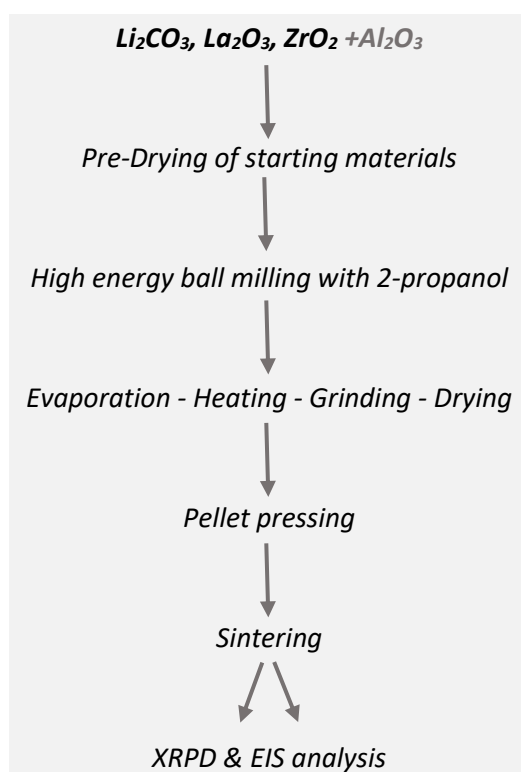 Li₂CO₃, La₂O₃, ZrO₂ +Al₂O₃
Pre-Drying of starting materials
High energy ball milling with 2-propanol
Evaporation - Heating - Grinding - Drying
Pellet pressing
Sintering
XRPD & EIS analysis